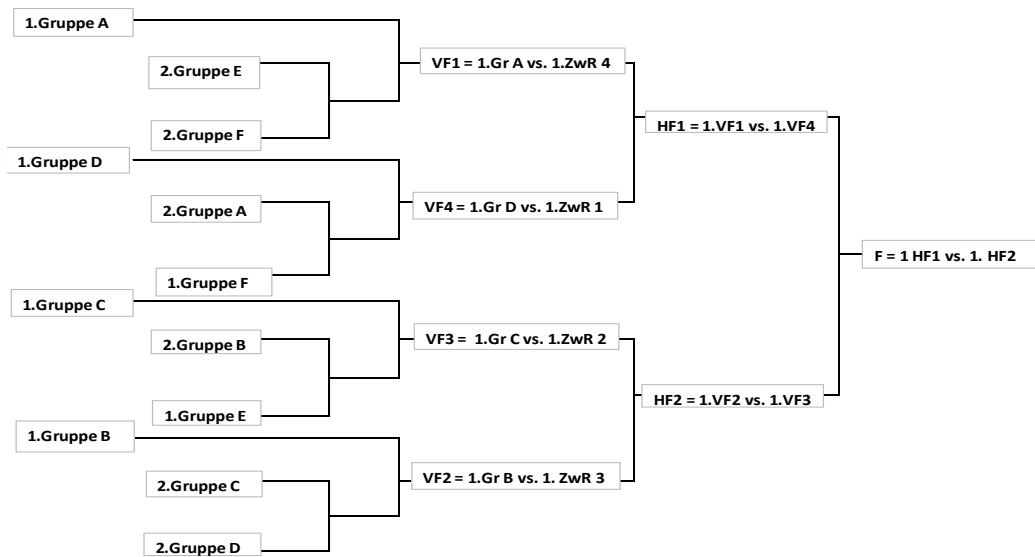 1.Gruppe A
2.Gruppe E
VF1 = 1.Gr A vs. 1.ZwR 4
2.Gruppe F
HF1 = 1.VF1 vs. 1.VF4
1.Gruppe D
2.Gruppe A
VF4 = 1.Gr D vs. 1.ZwR 1
1.Gruppe F
F = 1 HF1 vs. 1. HF2
1.Gruppe C
2.Gruppe B
VF3 =  1.Gr C vs. 1.ZwR 2
1.Gruppe E
HF2 = 1.VF2 vs. 1.VF3
1.Gruppe B
2.Gruppe C
VF2 = 1.Gr B vs. 1. ZwR 3
2.Gruppe D